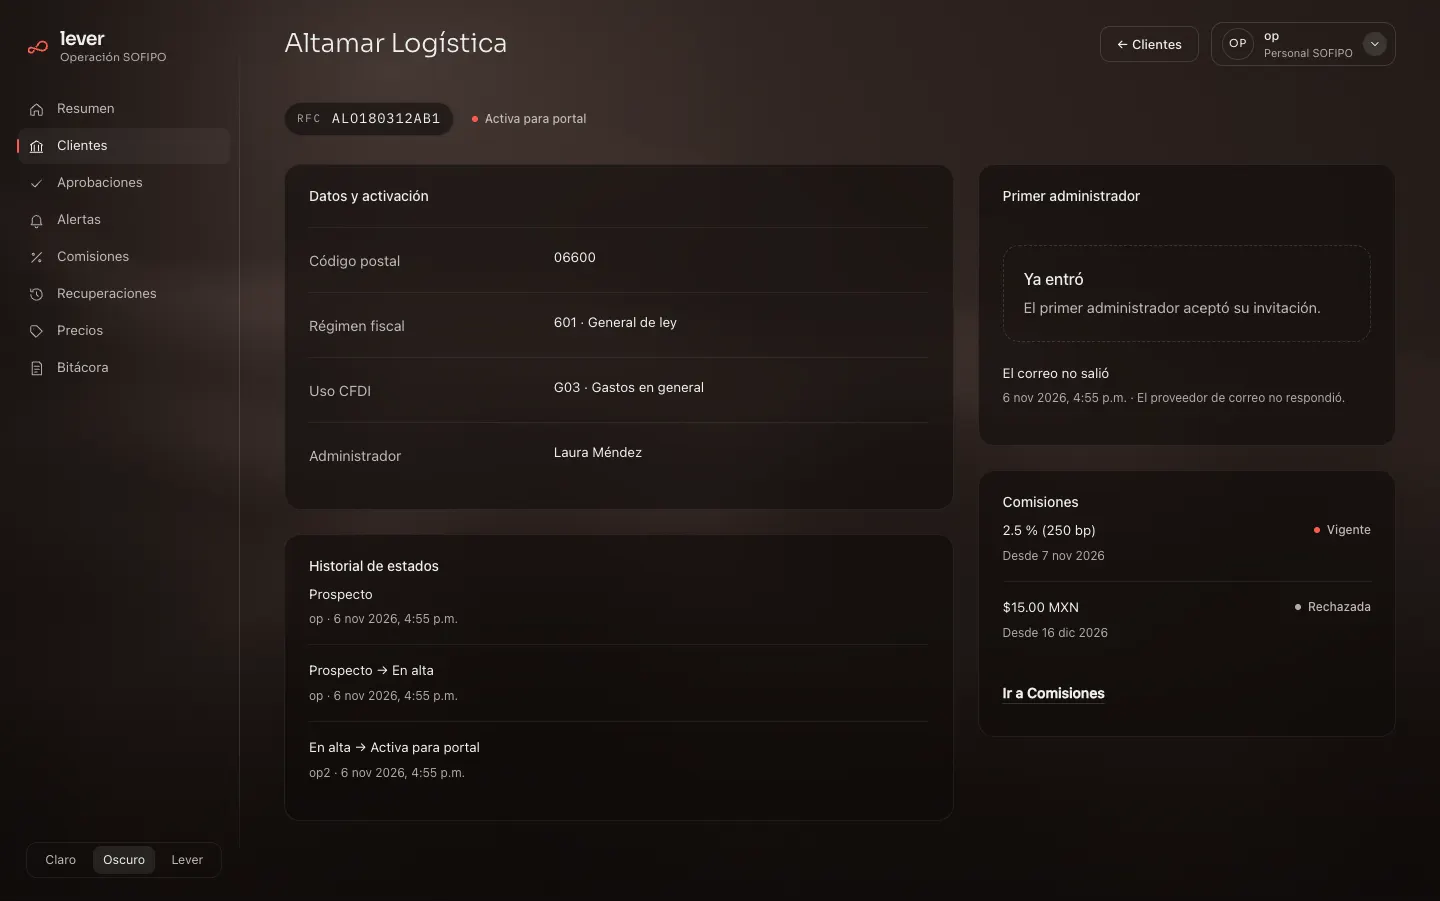 lever
Operación SOFIPO
Altamar Logística
← Clientes
OP
op
Personal SOFIPO
Resumen
Clientes
Aprobaciones
Alertas
Comisiones
Recuperaciones
Precios
Bitácora
RFC ALO180312AB1
Activa para portal
Datos y activación
Código postal
06600
Régimen fiscal
601 · General de ley
Uso CFDI
G03 · Gastos en general
Administrador
Laura Méndez
Historial de estados
Prospecto
op · 6 nov 2026, 4:55 p.m.
Prospecto → En alta
op · 6 nov 2026, 4:55 p.m.
En alta → Activa para portal
op2 · 6 nov 2026, 4:55 p.m.
Primer administrador
Ya entró
El primer administrador aceptó su invitación.
El correo no salió
6 nov 2026, 4:55 p.m. · El proveedor de correo no respondió.
Comisiones
2.5 % (250 bp)
Vigente
Desde 7 nov 2026
$15.00 MXN
Rechazada
Desde 16 dic 2026
Ir a Comisiones
Claro
Oscuro
Lever